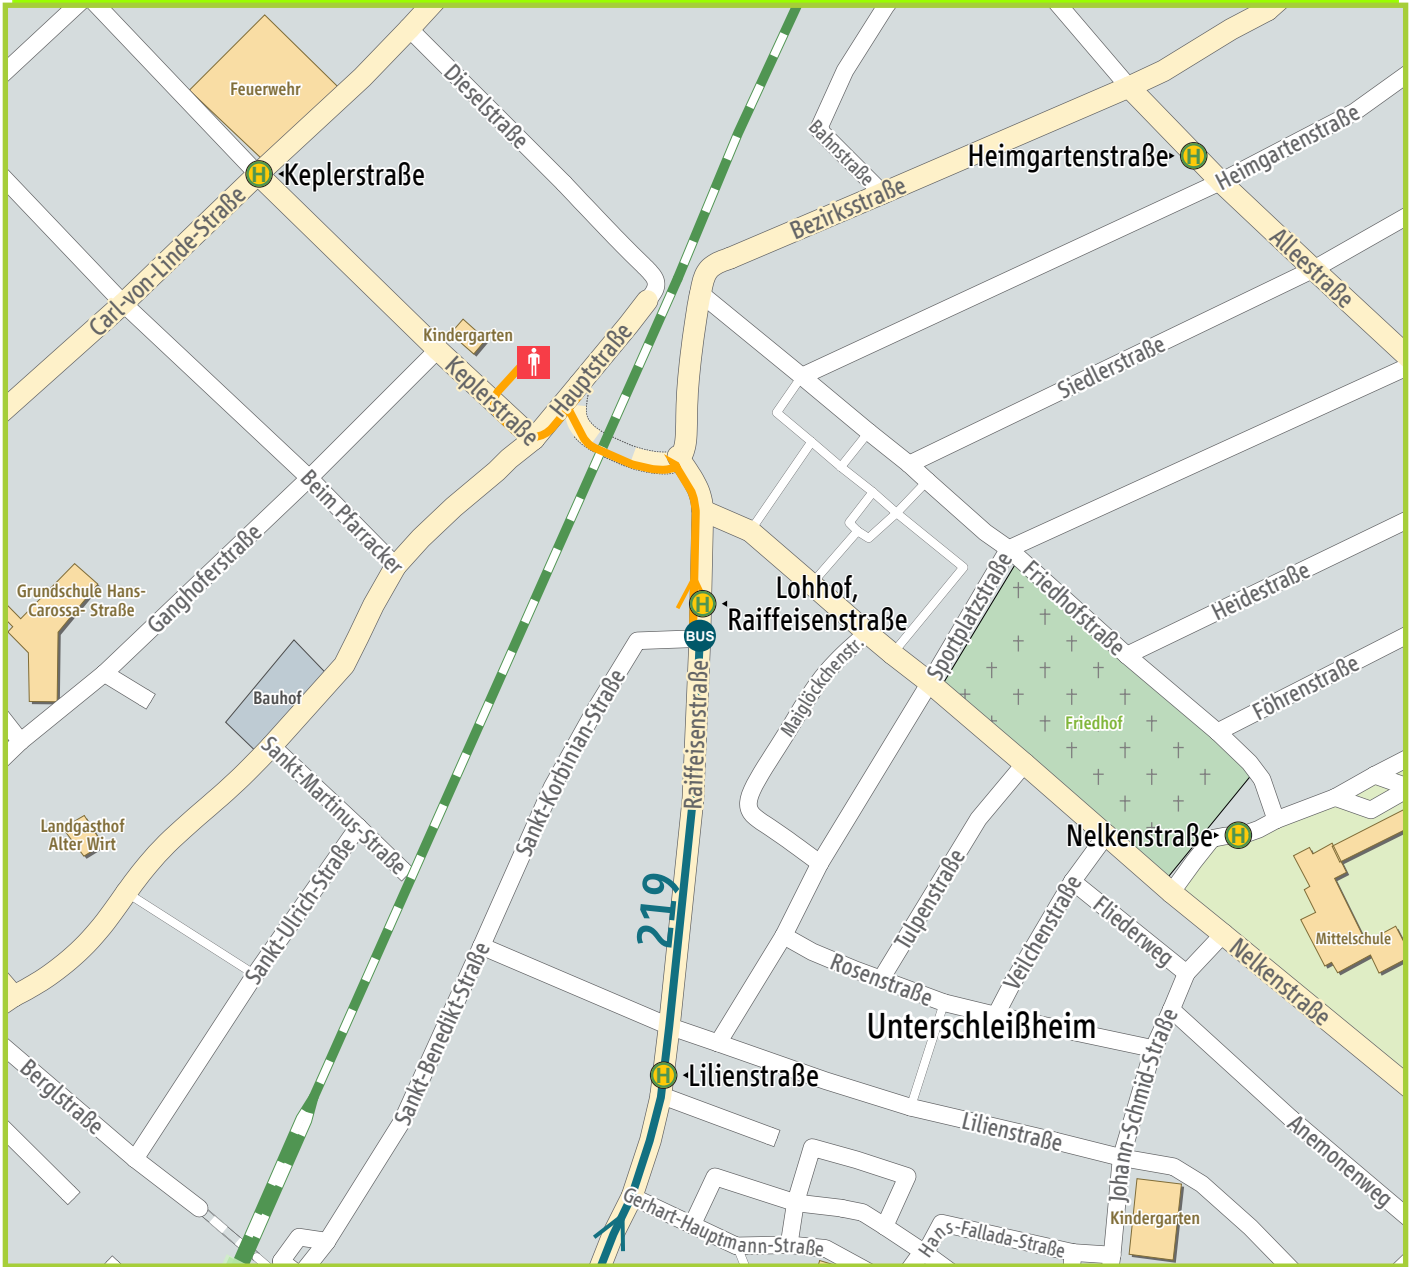 Feuerwehr
Dieselstraße
Bahnstraße
Heimgartenstraße
H
Heimgartenstraße
H
Keplerstraße
Bezirksstraße
Carl-von-Linde-Straße
Alleestraße
Kindergarten
Hauptstraße
Keplerstraße
Siedlerstraße
Beim Pfarracker
Ganghoferstraße
Grundschule Hans-
Carossa- Straße
Lohhof,
Raiffeisenstraße
H
BUS
Sportplatzstraße
Friedhofstraße
Heidestraße
Föhrenstraße
Maiglöckchenstr.
Raiffeisenstraße
Sankt-Korbinian-Straße
Bauhof
Friedhof
Sankt-Martinus-Straße
Landgasthof
Alter Wirt
Sankt-Ulrich-Straße
Nelkenstraße
H
219
Tulpenstraße
Veilchenstraße
Fliederweg
Mittelschule
Rosenstraße
Nelkenstraße
Sankt-Benedikt-Straße
Unterschleißheim
H
Lilienstraße
Berglstraße
Lilienstraße
Johann-Schmid-Straße
Anemonenweg
Gerhart-Hauptmann-Straße
Hans-Fallada-Straße
Kindergarten